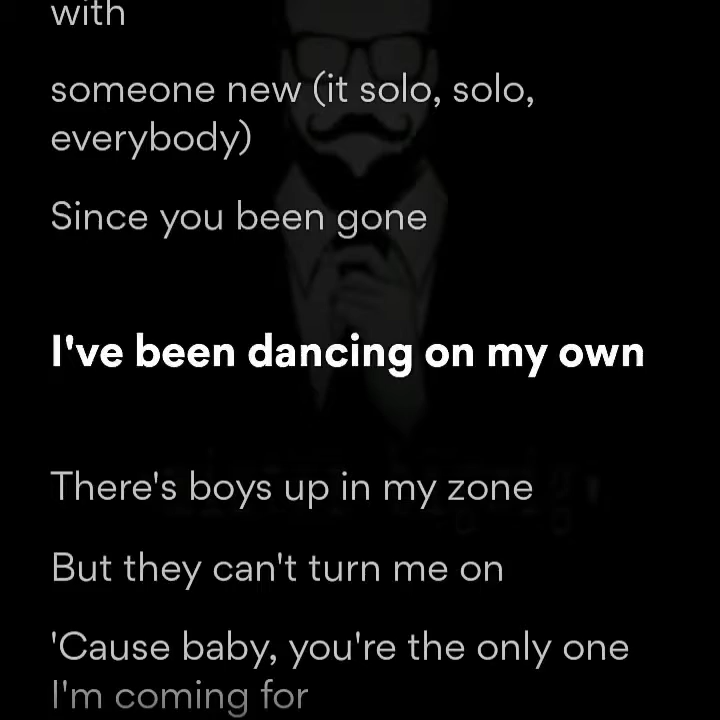 with
someone new (it solo, solo,
everybody)
Since you been gone
I've been dancing on my own
There's boys up in my zone
But they can't turn me on
'Cause baby, you're the only one
I'm coming for